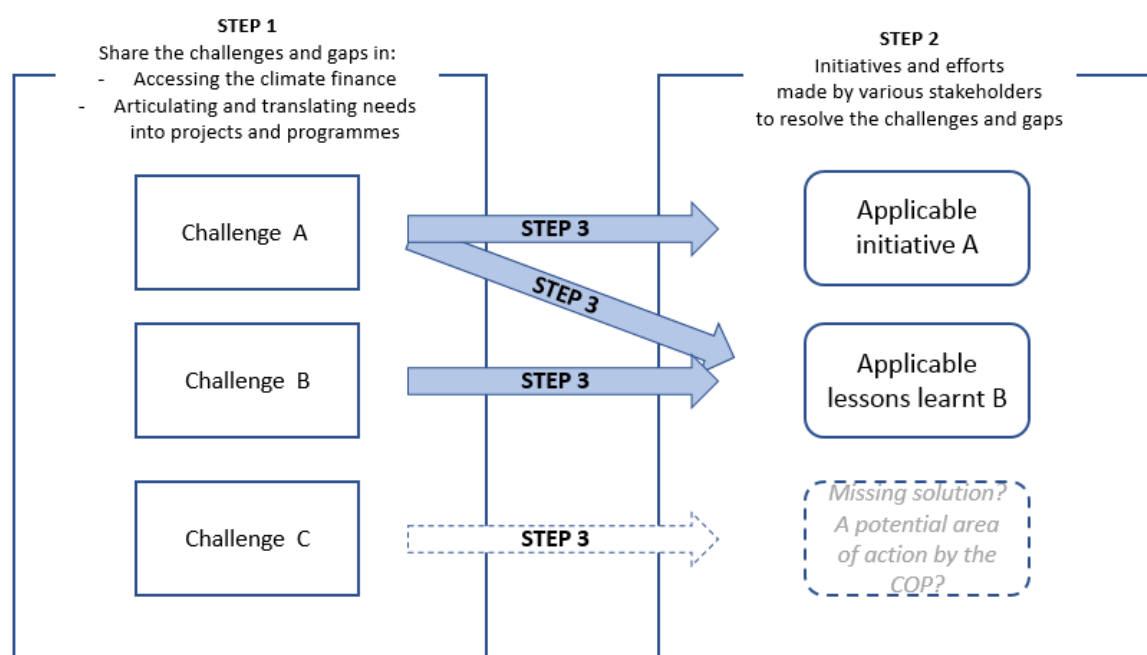 STEP 1
Share the challenges and gaps in:
- Accessing the climate finance
- Articulating and translating needs
into projects and programmes
STEP 2
Initiatives and efforts
made by various stakeholders
to resolve the challenges and gaps
Challenge A
STEP 3
Applicable
initiative A
STEP 3
Challenge B
STEP 3
Applicable
lessons learnt B
Challenge C
STEP 3
Missing solution?
A potential area
of action by the
COP?